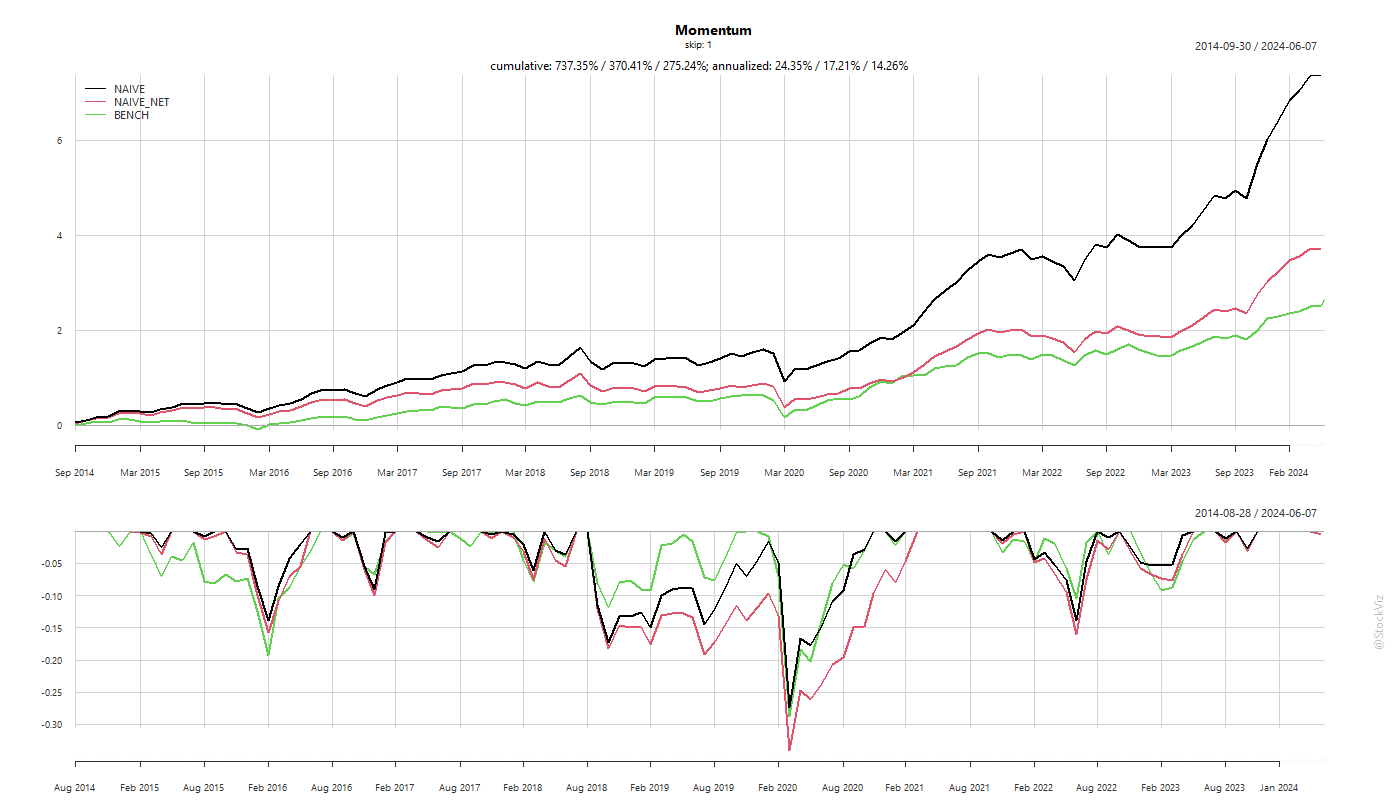 Momentum
skip: 1
2014-09-30 / 2024-06-07
cumulative: 737.35% / 370.41% / 275.24%; annualized: 24.35% / 17.21% / 14.26%
NAIVE
NAIVE_NET
BENCH
6
4
2
0
Sep 2014 Mar 2015 Sep 2015 Mar 2016 Sep 2016 Mar 2017 Sep 2017 Mar 2018 Sep 2018 Mar 2019 Sep 2019 Mar 2020 Sep 2020 Mar 2021 Sep 2021 Mar 2022 Sep 2022 Mar 2023 Sep 2023 Feb 2024
2014-08-28 / 2024-06-07
-0.05
-0.10
-0.15
-0.20
-0.25
-0.30
Aug 2014 Feb 2015 Aug 2015 Feb 2016 Aug 2016 Feb 2017 Aug 2017 Feb 2018 Aug 2018 Feb 2019 Aug 2019 Feb 2020 Aug 2020 Feb 2021 Aug 2021 Feb 2022 Aug 2022 Feb 2023 Aug 2023 Jan 2024
@StockViz